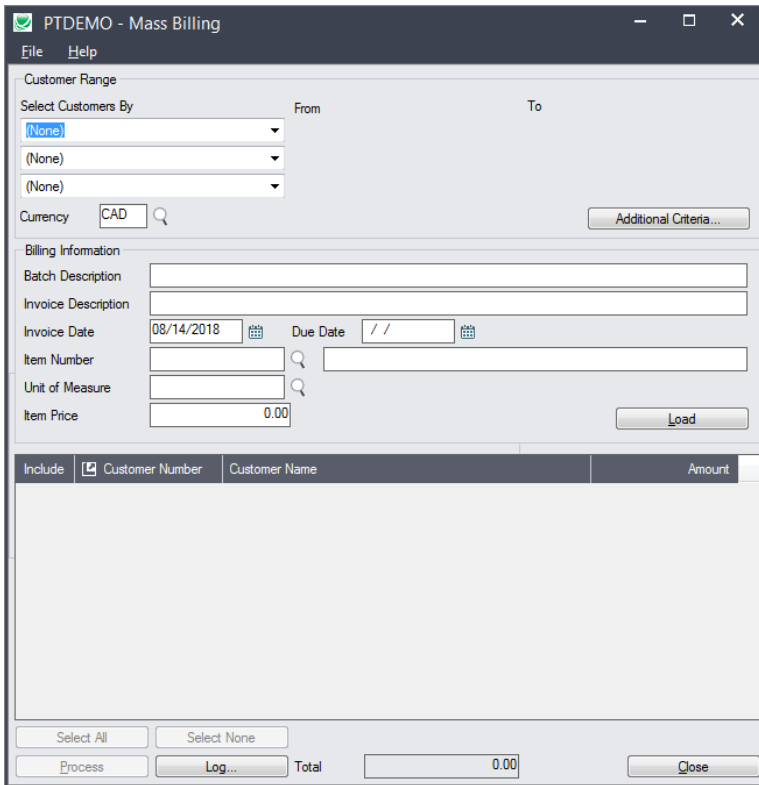 PTDEMO - Mass Billing
File Help
Customer Range
Select Customers By From To
(None)
(None)
(None)
Currency CAD
Additional Criteria...
Billing Information
Batch Description
Invoice Description
Invoice Date 08/14/2018 Due Date / /
Item Number
Unit of Measure
Item Price 0.00
Load
Include Customer Number Customer Name Amount
Select All Select None
Process Log... Total 0.00 Close